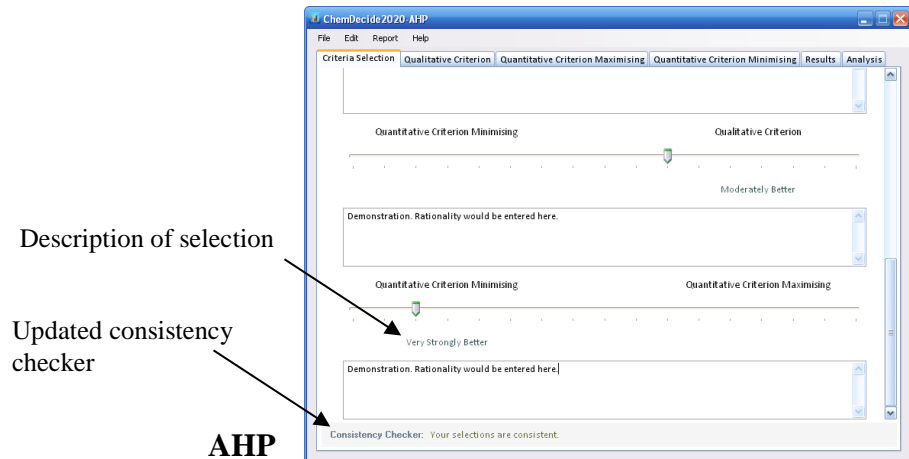 ChemDecide2020-AHP
File Edit Report Help
Criteria Selection Qualitative Criterion Quantitative Criterion Maximising Quantitative Criterion Minimising Results Analysis
Quantitative Criterion Minimising Qualitative Criterion
Moderately Better
Demonstration. Rationality would be entered here.
Description of selection
Quantitative Criterion Minimising Quantitative Criterion Maximising
Updated consistency
checker
Very Strongly Better
Demonstration. Rationality would be entered here.
Consistency Checker: Your selections are consistent.
AHP